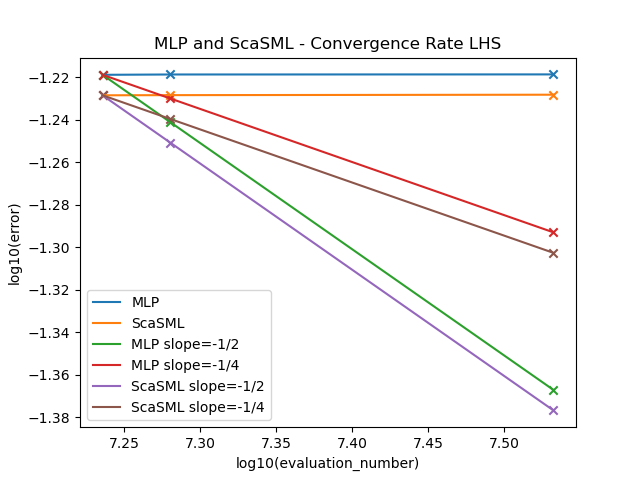 MLP and ScaSML - Convergence Rate LHS
−1.22
−1.24
−1.26
−1.28
−1.30
−1.32
−1.34
−1.36
−1.38
log10(error)
MLP
ScaSML
MLP slope=-1/2
MLP slope=-1/4
ScaSML slope=-1/2
ScaSML slope=-1/4
7.25 7.30 7.35 7.40 7.45 7.50
log10(evaluation_number)